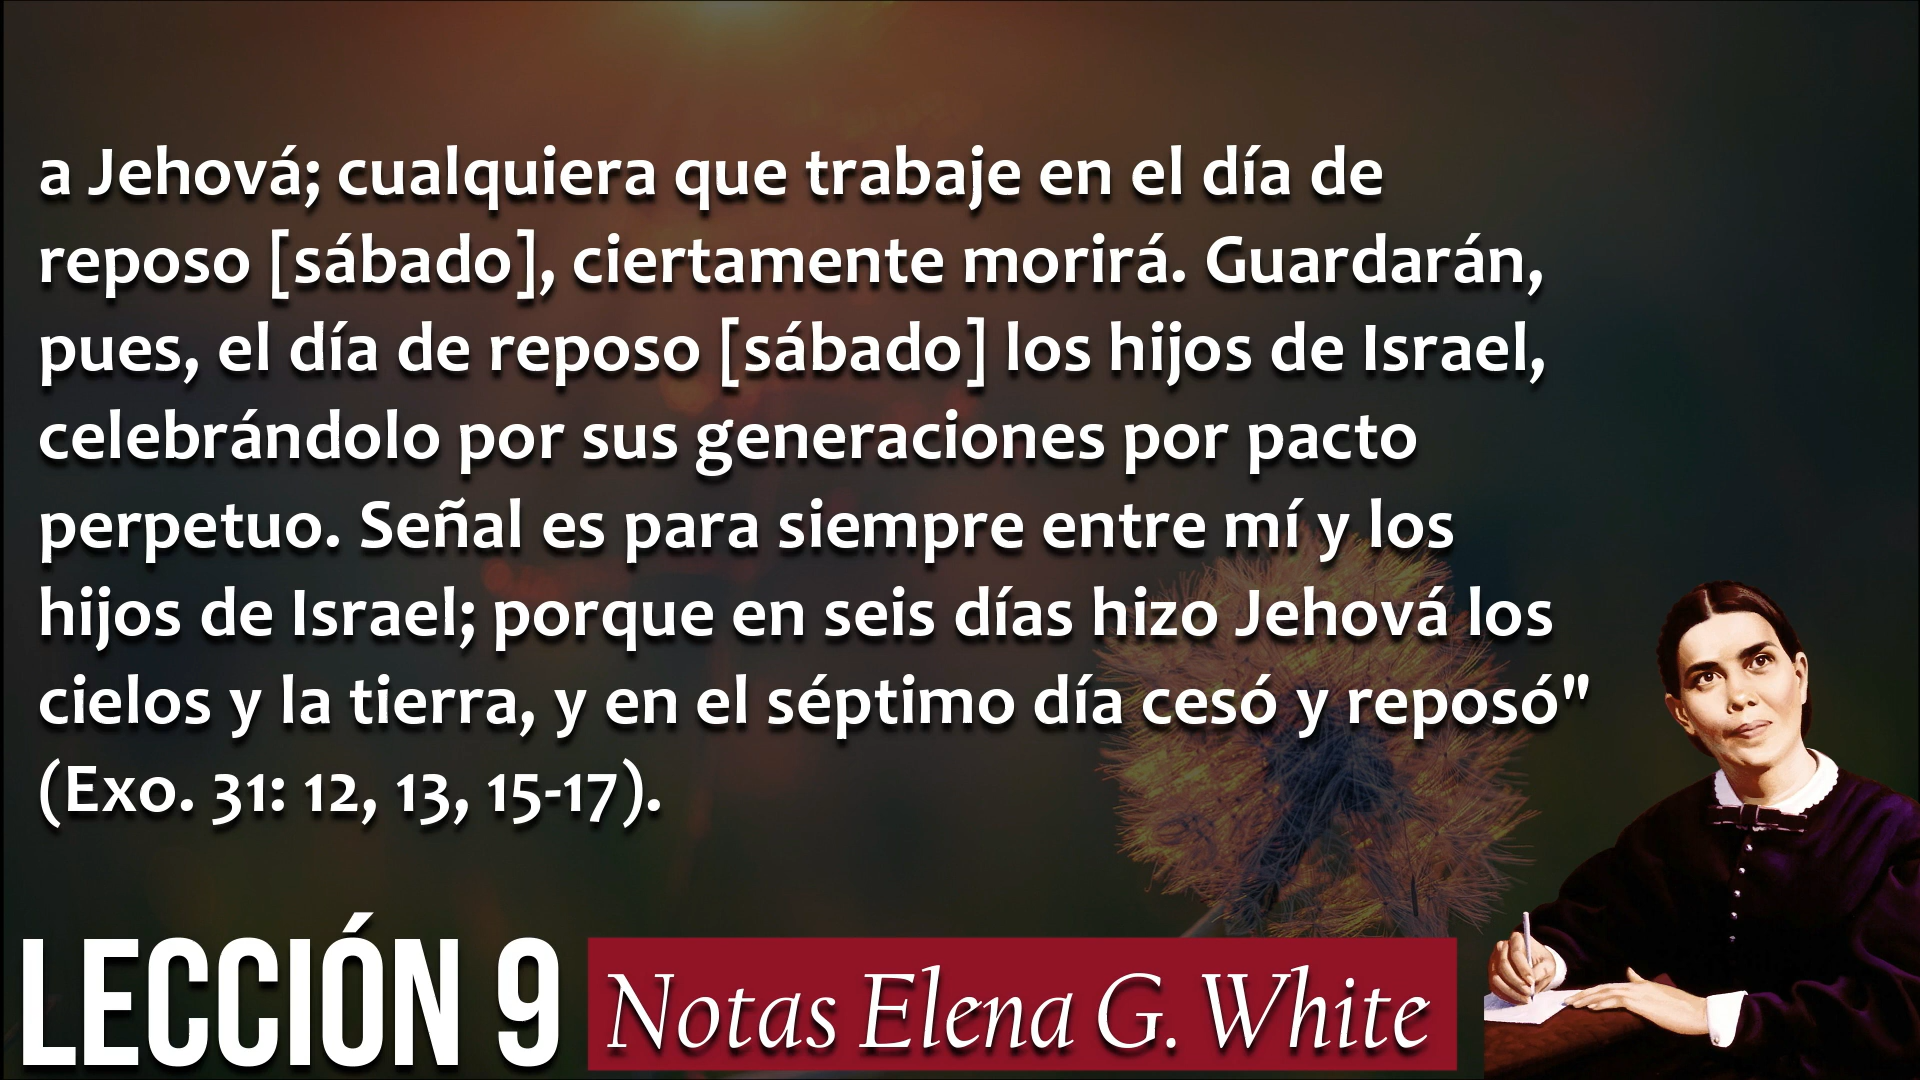 a Jehová; cualquiera que trabaje en el día de
reposo [sábado], ciertamente morirá. Guardarán,
pues, el día de reposo [sábado] los hijos de Israel,
celebrándolo por sus generaciones por pacto
perpetuo. Señal es para siempre entre mí y los
hijos de Israel; porque en seis días hizo Jehová los
cielos y la tierra, y en el séptimo día cesó y reposó"
(Exo. 31: 12, 13, 15-17).
LECCIÓN 9 Notas Elena G. White